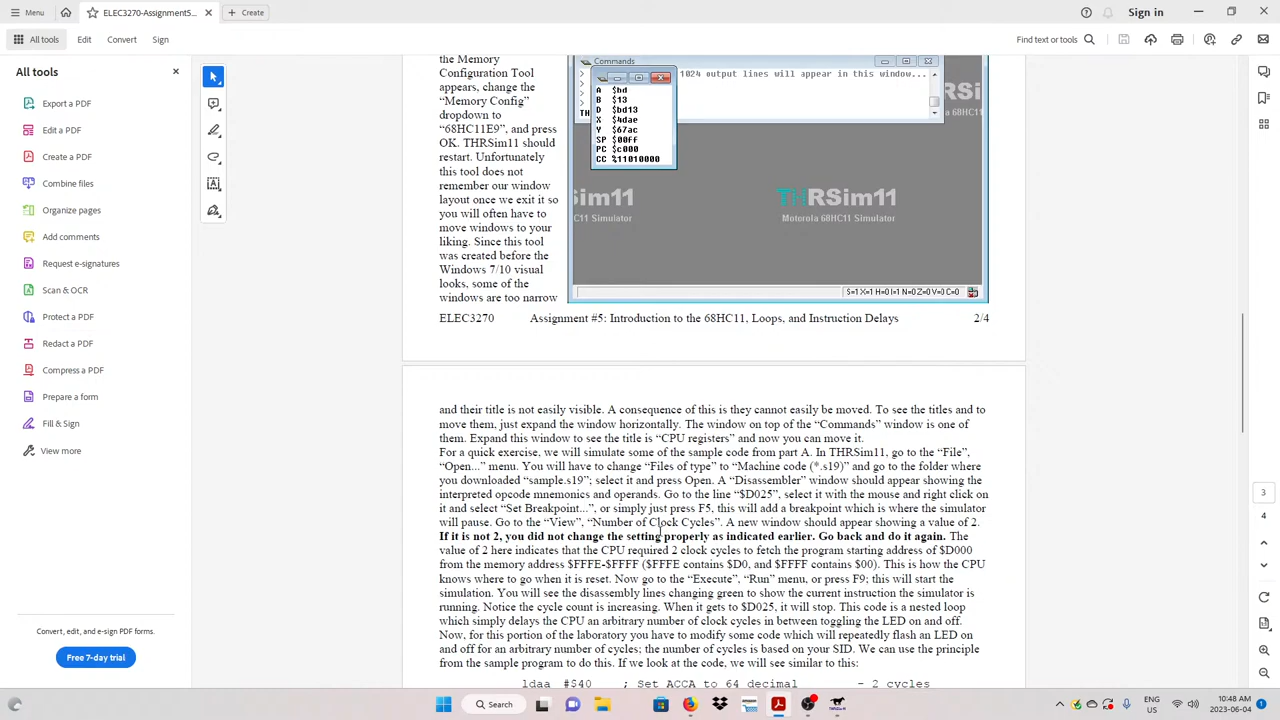 Menu
ELEC3270-AssignmentS...
Create
Sign in
All tools
Edit
Convert
Sign
Find text or tools
All tools
Export a PDF
Edit a PDF
Create a PDF
Combine files
Organize pages
Add comments
Request e-signatures
Scan & OCR
Protect a PDF
Redact a PDF
Compress a PDF
Prepare a form
Fill & Sign
View more
Convert, edit, and e-sign PDF forms.
Free 7-day trial
the Memory
Configuration Tool
appears, change the
“Memory Config”
dropdown to
“68HC11E9”, and press
OK. THRSim11 should
restart. Unfortunately
this tool does not
remember our window
layout once we exit it so
you will often have to
move windows to your
liking. Since this tool
was created before the
Windows 7/10 visual
looks, some of the
windows are too narrow
Commands
1024 output lines will appear in this window...
TH
A $bd
B $13
D $bd13
X $4dae
Y $67ac
SP $00ff
PC $c000
CC %11010000
RSim
68HC11
Sim11
C11 Simulator
THRSim11
Motorola 68HC11 Simulator
S=1 X=1 H=0 I=1 N=0 Z=0 V=0 C=0
ELEC3270 Assignment #5: Introduction to the 68HC11, Loops, and Instruction Delays 2/4
and their title is not easily visible. A consequence of this is they cannot easily be moved. To see the titles and to
move them, just expand the window horizontally. The window on top of the “Commands” window is one of
them. Expand this window to see the title is “CPU registers” and now you can move it.
For a quick exercise, we will simulate some of the sample code from part A. In THRSim11, go to the “File”,
“Open...” menu. You will have to change “Files of type” to “Machine code (*.s19)” and go to the folder where
you downloaded “sample.s19”; select it and press Open. A “Disassembler” window should appear showing the
interpreted opcode mnemonics and operands. Go to the line “$D025”, select it with the mouse and right click on
it and select “Set Breakpoint...”, or simply just press F5, this will add a breakpoint which is where the simulator
will pause. Go to the “View”, “Number of Clock Cycles”. A new window should appear showing a value of 2.
If it is not 2, you did not change the setting properly as indicated earlier. Go back and do it again. The
value of 2 here indicates that the CPU required 2 clock cycles to fetch the program starting address of $D000
from the memory address $FFFE-$FFFF ($FFFE contains $D0, and $FFFF contains $00). This is how the CPU
knows where to go when it is reset. Now go to the “Execute”, “Run” menu, or press F9; this will start the
simulation. You will see the disassembly lines changing green to show the current instruction the simulator is
running. Notice the cycle count is increasing. When it gets to $D025, it will stop. This code is a nested loop
which simply delays the CPU an arbitrary number of clock cycles in between toggling the LED on and off.
Now, for this portion of the laboratory you have to modify some code which will repeatedly flash an LED on
and off for an arbitrary number of cycles; the number of cycles is based on your SID. We can use the principle
from the sample program to do this. If we look at the code, we will see similar to this:
ldaa #$40 ; Set ACCA to 64 decimal - 2 cycles
3
4
Search
ENG
US
10:48 AM
2023-06-04